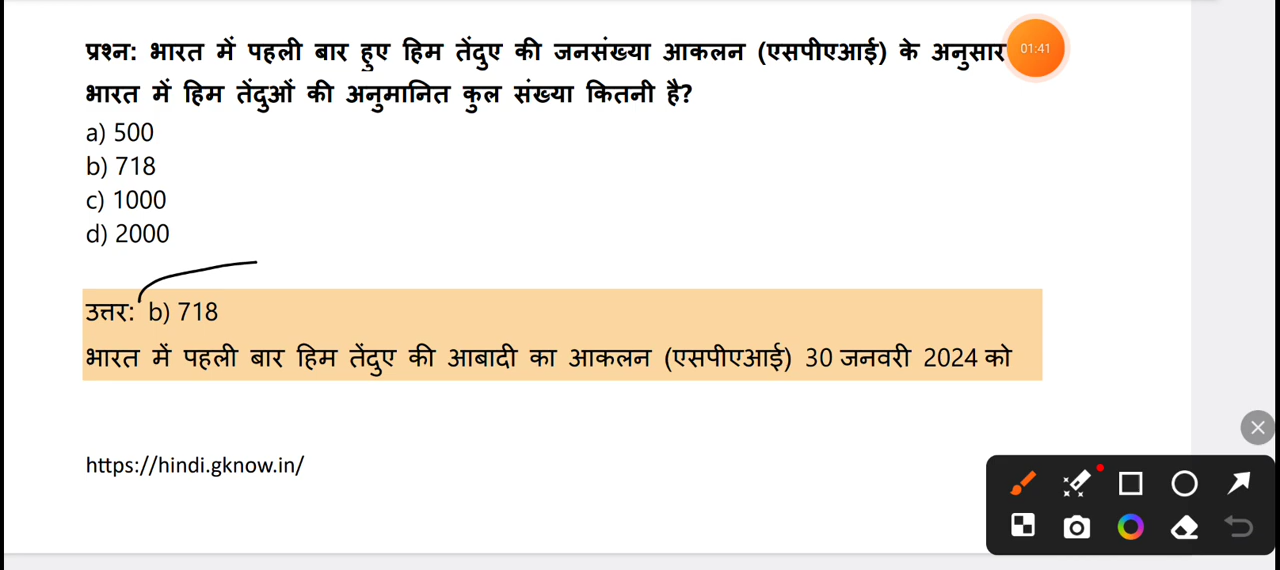 प्रश्न: भारत में पहली बार हुए हिम तेंदुए की जनसंख्या आकलन (एसपीएआई) के अनुसार
01:41
भारत में हिम तेंदुओं की अनुमानित कुल संख्या कितनी है?
a) 500
b) 718
c) 1000
d) 2000
उत्तर: b) 718
भारत में पहली बार हिम तेंदुए की आबादी का आकलन (एसपीएआई) 30 जनवरी 2024 को
https://hindi.gknow.in/